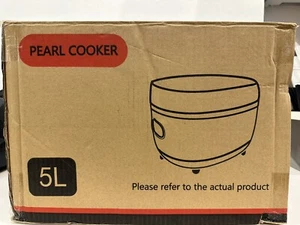 PEARL COOKER
5L
Please refer to the actual product